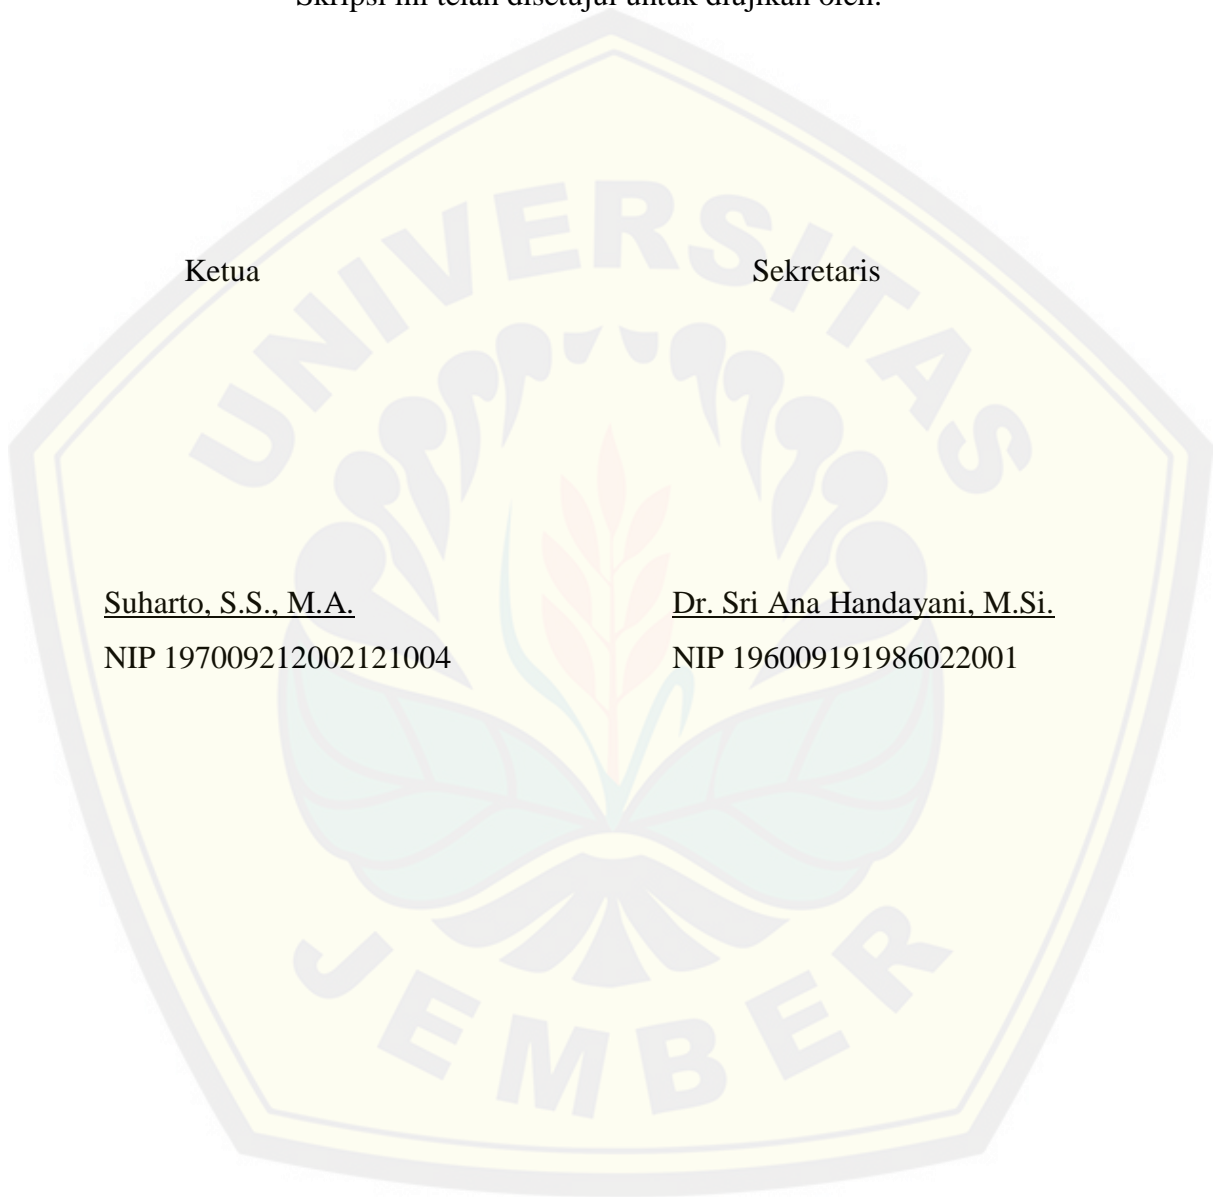 Skripsi ini telah disetujui untuk diujikan oleh:
UNIVERSITAS
Ketua Sekretaris
Suharto, S.S., M.A. Dr. Sri Ana Handayani, M.Si.
NIP 197009212002121004 NIP 196009191986022001
JEMBER